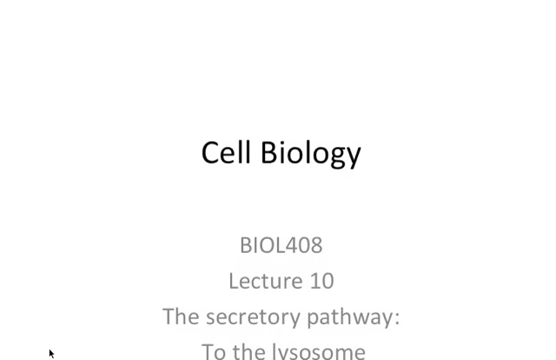 Cell Biology
BIOL408
Lecture 10
The secretory pathway:
To the lysosome